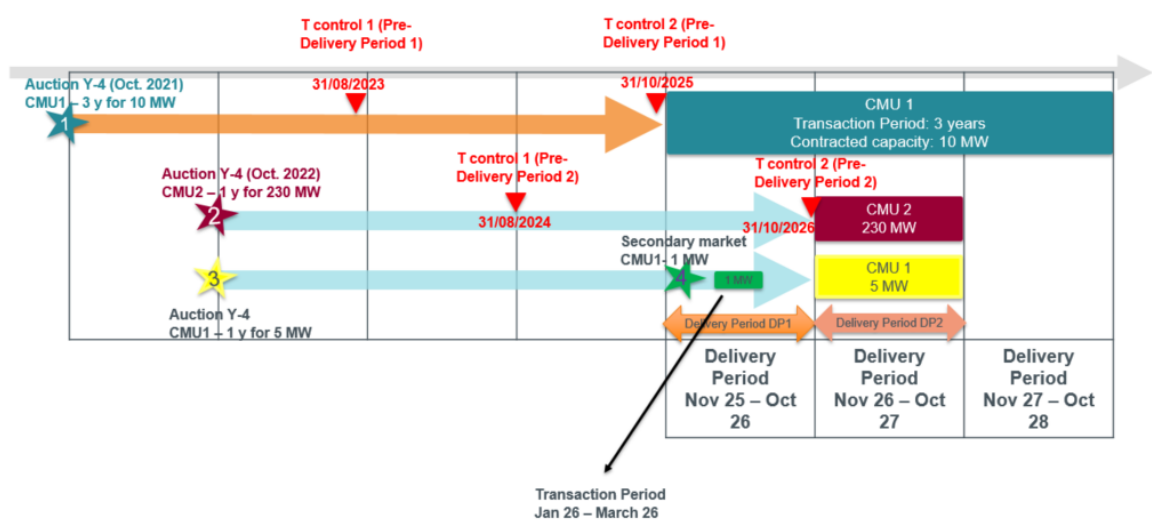 T control 1 (Pre-
Delivery Period 1)
T control 2 (Pre-
Delivery Period 1)
Auction Y-4 (Oct. 2021)
CMU1 – 3 y for 10 MW
31/08/2023
31/10/2025
1
CMU 1
Transaction Period: 3 years
Contracted capacity: 10 MW
T control 1 (Pre-
Delivery Period 2)
T control 2 (Pre-
Delivery Period 2)
Auction Y-4 (Oct. 2022)
CMU2 – 1 y for 230 MW
2
31/08/2024
31/10/2026
CMU 2
230 MW
Secondary market
CMU1- 1 MW
3
4
1 MW
CMU 1
5 MW
Auction Y-4
CMU1 – 1 y for 5 MW
Delivery Period DP1
Delivery Period DP2
Delivery
Period
Nov 25 – Oct
26
Delivery
Period
Nov 26 – Oct
27
Delivery
Period
Nov 27 – Oct
28
Transaction Period
Jan 26 – March 26